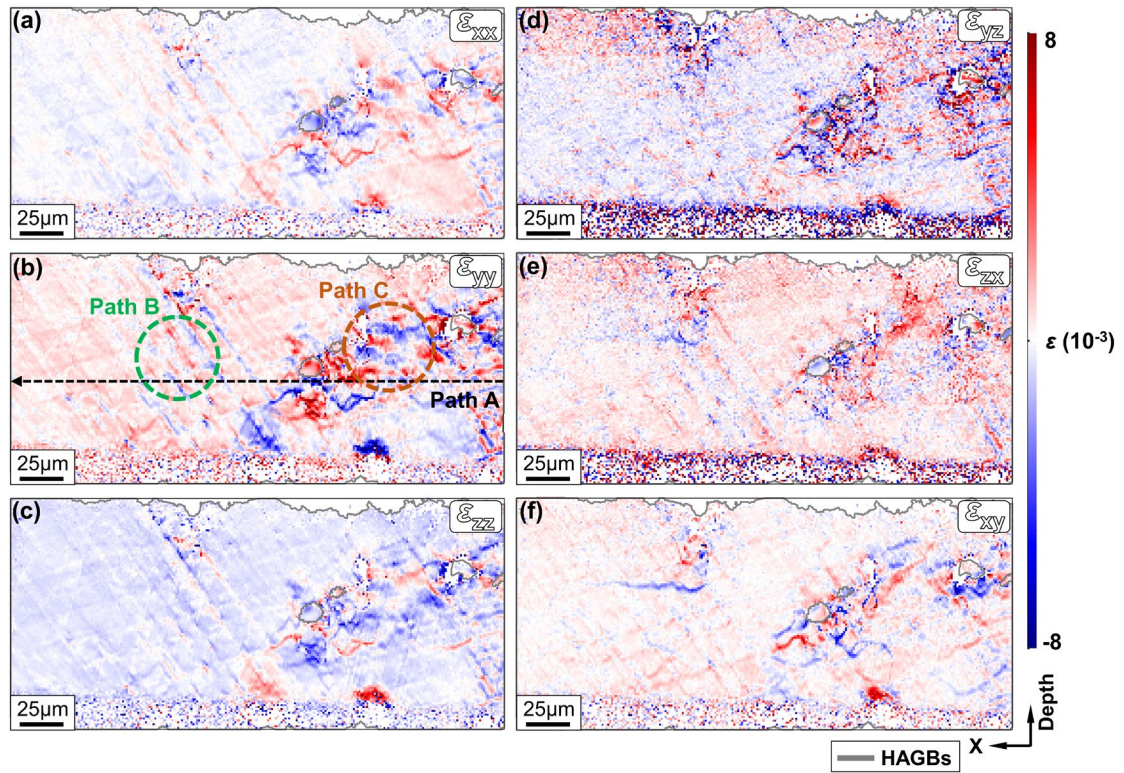 (a)
εxx
25μm
(d)
εyz
25μm
8
ε (10⁻³)
-8
(b)
εyy
Path B
Path C
Path A
25μm
(e)
εzx
25μm
(c)
εzz
25μm
(f)
εxy
25μm
Depth
X
HAGBs